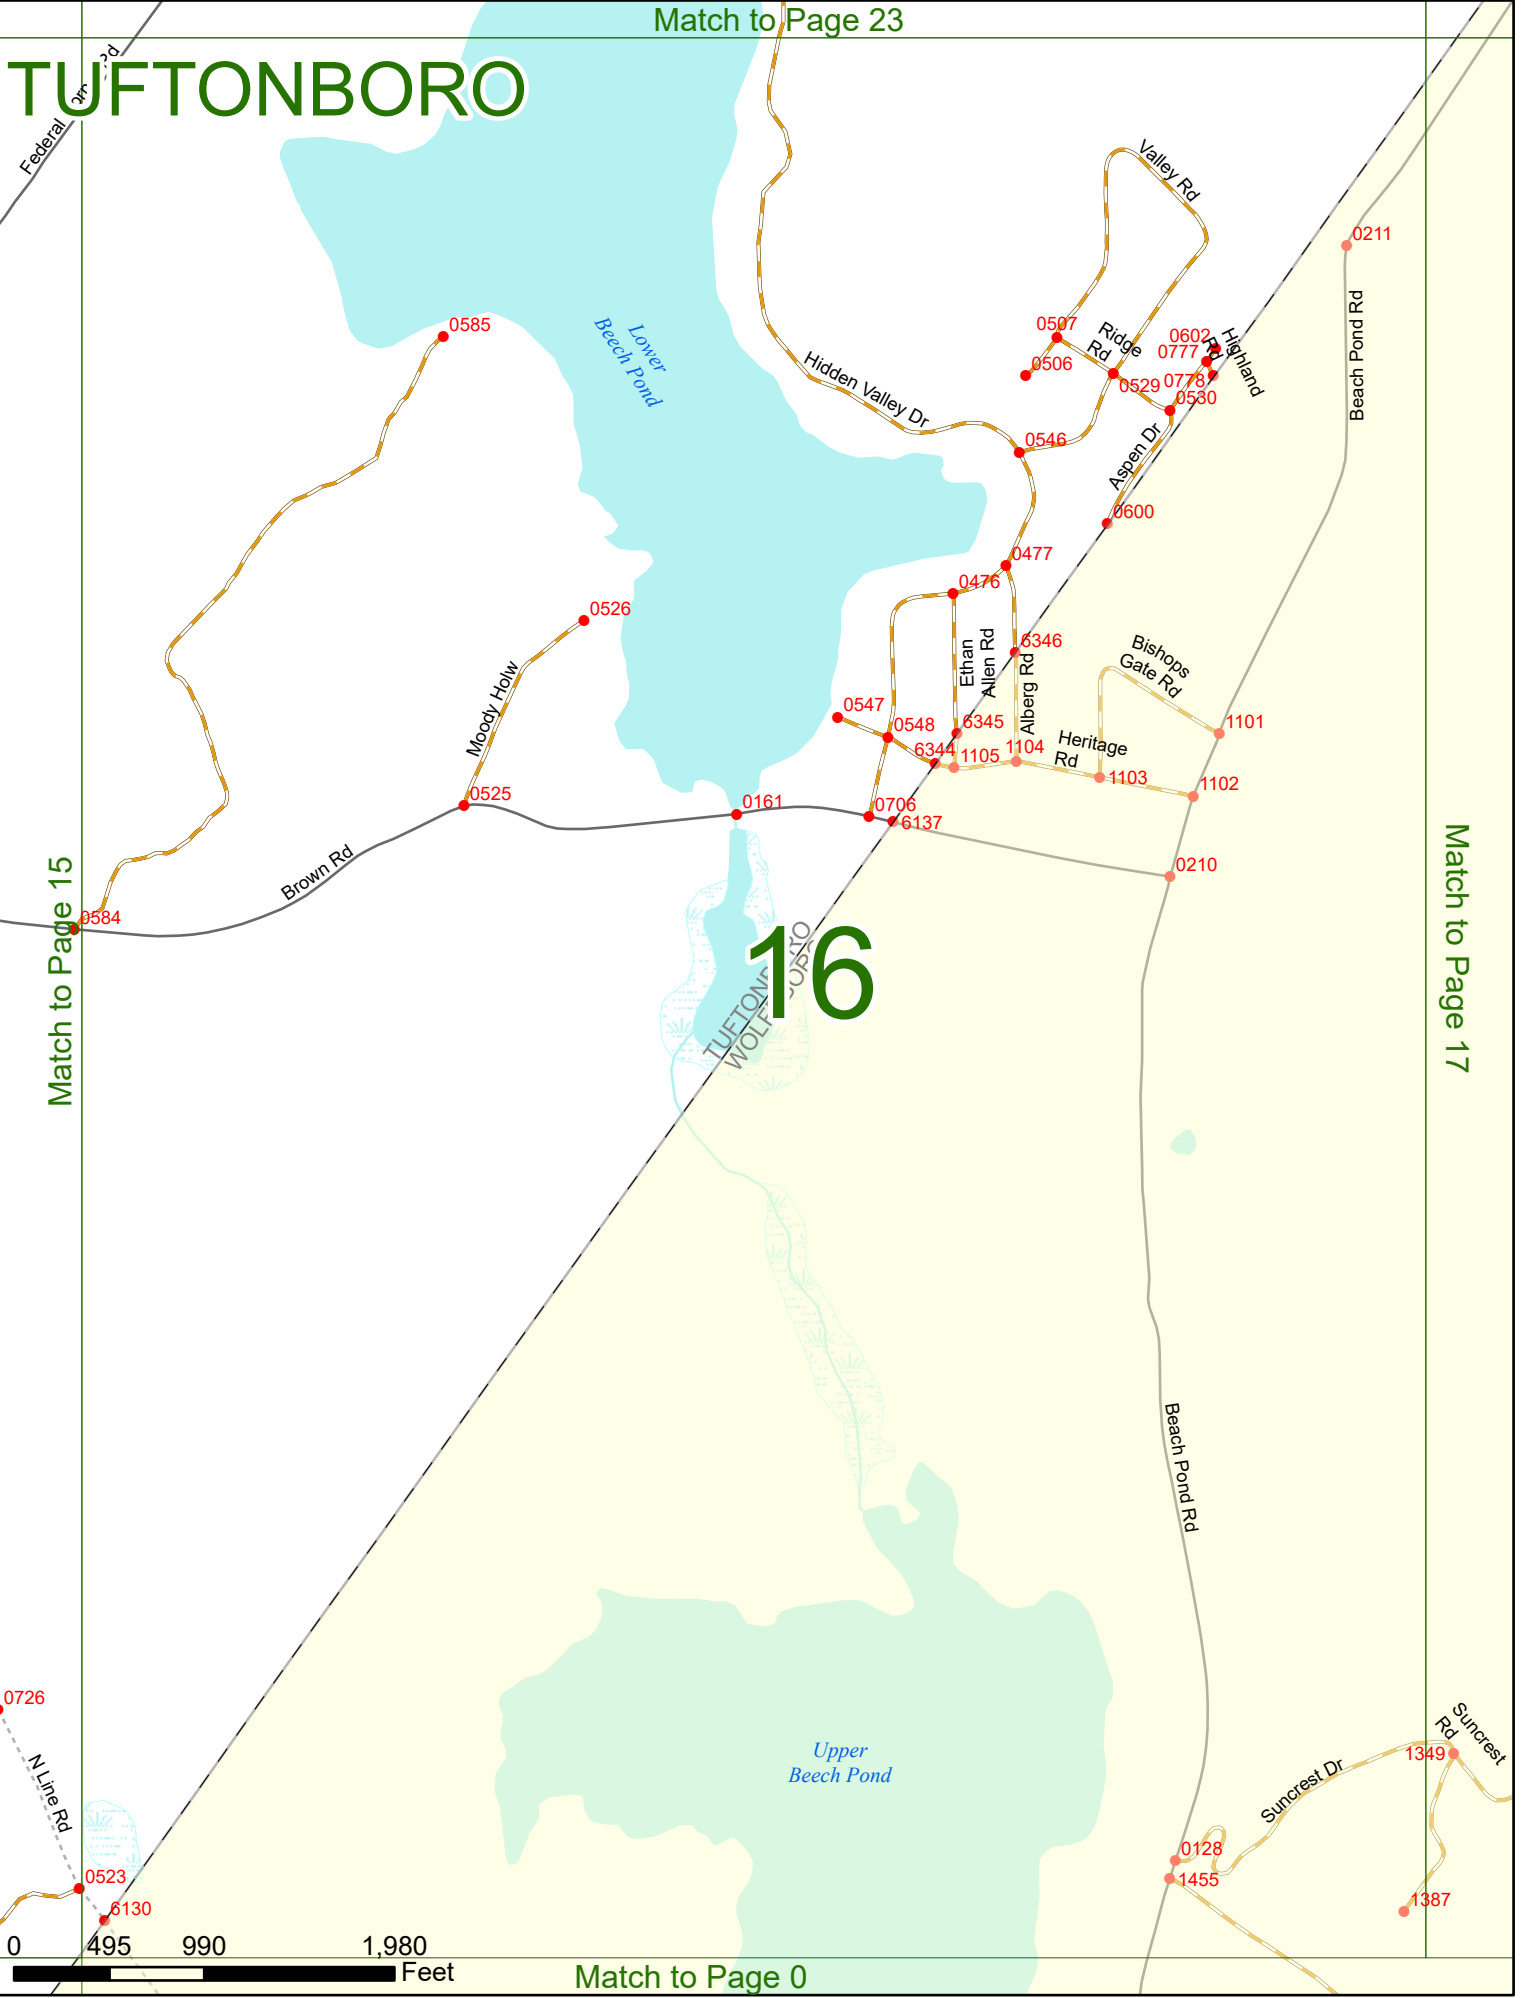 Match to Page 23
TUFTONBORO
Federal
Valley Rd
0211
Beach Pond Rd
0585
Lower
Beech Pond
0507
Ridge
Rd
0602
0777
Highland
Rd
0506
0529
0778
0530
Hidden Valley Dr
0546
Aspen Dr
0600
0477
0476
0526
Ethan
Allen Rd
6346
Alberg Rd
Bishops
Gate Rd
Moody Holw
0547
0548
6345
1101
6344
1105
1104
Heritage
Rd
1103
1102
0525
0161
0706
6137
Brown Rd
0210
0584
Match to Page 15
Match to Page 17
16
Beach Pond Rd
0726
N Line Rd
Upper
Beech Pond
Suncrest
Rd
1349
Suncrest Dr
0128
1455
1387
0523
6130
0 495 990 1,980
Feet
Match to Page 0